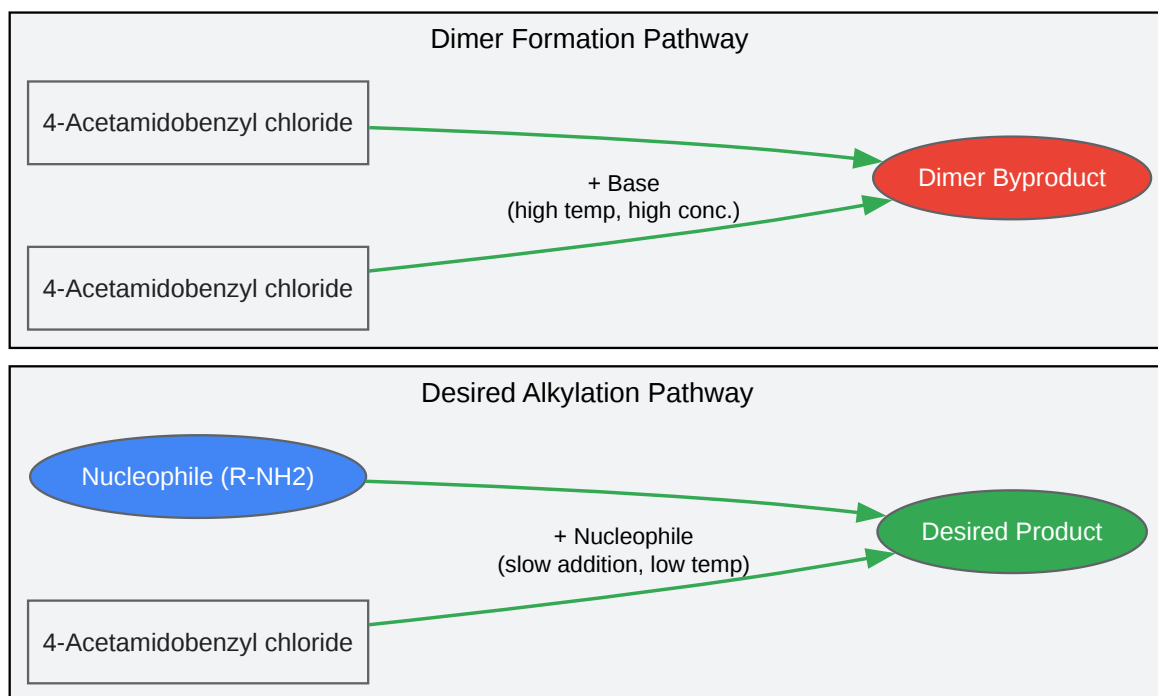 Dimer Formation Pathway
4-Acetamidobenzyl chloride
+ Base
(high temp, high conc.)
Dimer Byproduct
4-Acetamidobenzyl chloride
Desired Alkylation Pathway
Nucleophile (R-NH2)
+ Nucleophile
(slow addition, low temp)
Desired Product
4-Acetamidobenzyl chloride